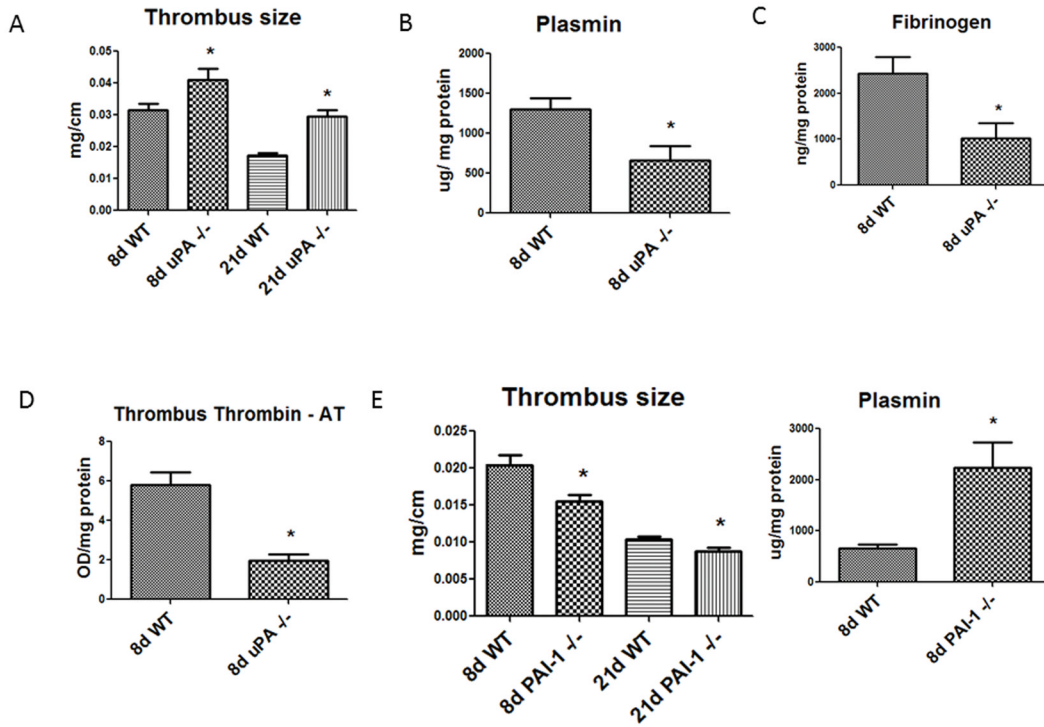 A
Thrombus size
mg/cm
0.05
0.04
0.03
0.02
0.01
0.00
*
*
8d WT
8d uPA -/-
21d WT
21d uPA -/-
B
Plasmin
ug/ mg protein
2000
1500
1000
500
0
*
8d WT
8d uPA -/-
C
Fibrinogen
ng/mg protein
3000
2000
1000
0
*
8d WT
8d uPA -/-
D
Thrombus Thrombin - AT
OD/mg protein
8
6
4
2
0
*
8d WT
8d uPA -/-
E
Thrombus size
mg/cm
0.025
0.020
0.015
0.010
0.005
0.000
*
*
8d WT
8d PAI-1 -/-
21d WT
21d PAI-1 -/-
Plasmin
ug/mg protein
3000
2000
1000
0
*
8d WT
8d PAI-1 -/-